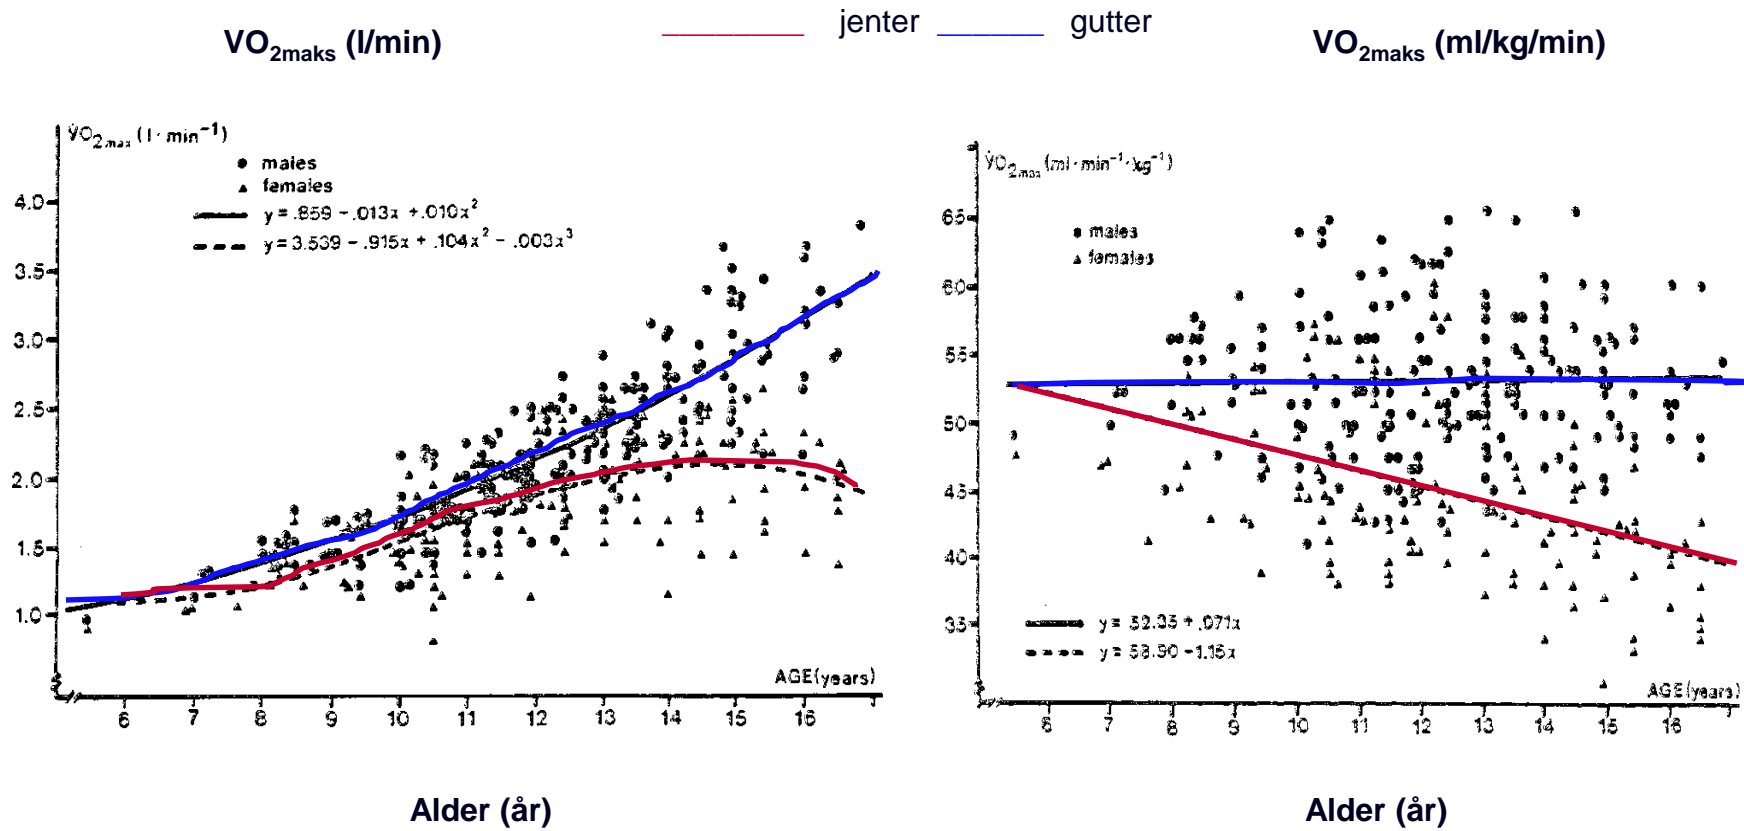 jenter gutter
VO2maks (l/min)
VO2maks (ml/kg/min)
V̇O2max (l·min⁻¹)
males
females
y = .859 - .013x + .010x²
y = 3.539 - .915x + .104x² - .003x³
4.0
3.5
3.0
2.5
2.0
1.5
1.0
AGE (years)
6 7 8 9 10 11 12 13 14 15 16
Alder (år)
V̇O2max (ml·min⁻¹·kg⁻¹)
males
females
65
60
55
50
45
40
35
y = 52.35 + .071x
y = 58.90 - 1.15x
AGE (years)
6 7 8 9 10 11 12 13 14 15 16
Alder (år)